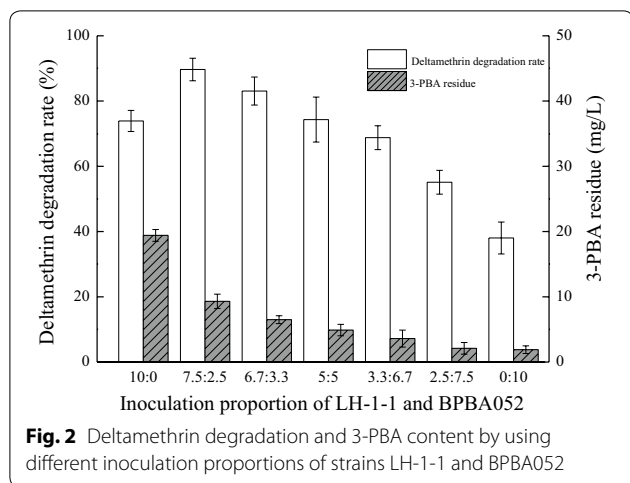 100
80
60
40
20
0
Deltamethrin degradation rate (%)
Deltamethrin degradation rate
3-PBA residue
50
40
30
20
10
0
3-PBA residue (mg/L)
10:0 7.5:2.5 6.7:3.3 5:5 3.3:6.7 2.5:7.5 0:10
Inoculation proportion of LH-1-1 and BPBA052
Fig. 2 Deltamethrin degradation and 3-PBA content by using
different inoculation proportions of strains LH-1-1 and BPBA052